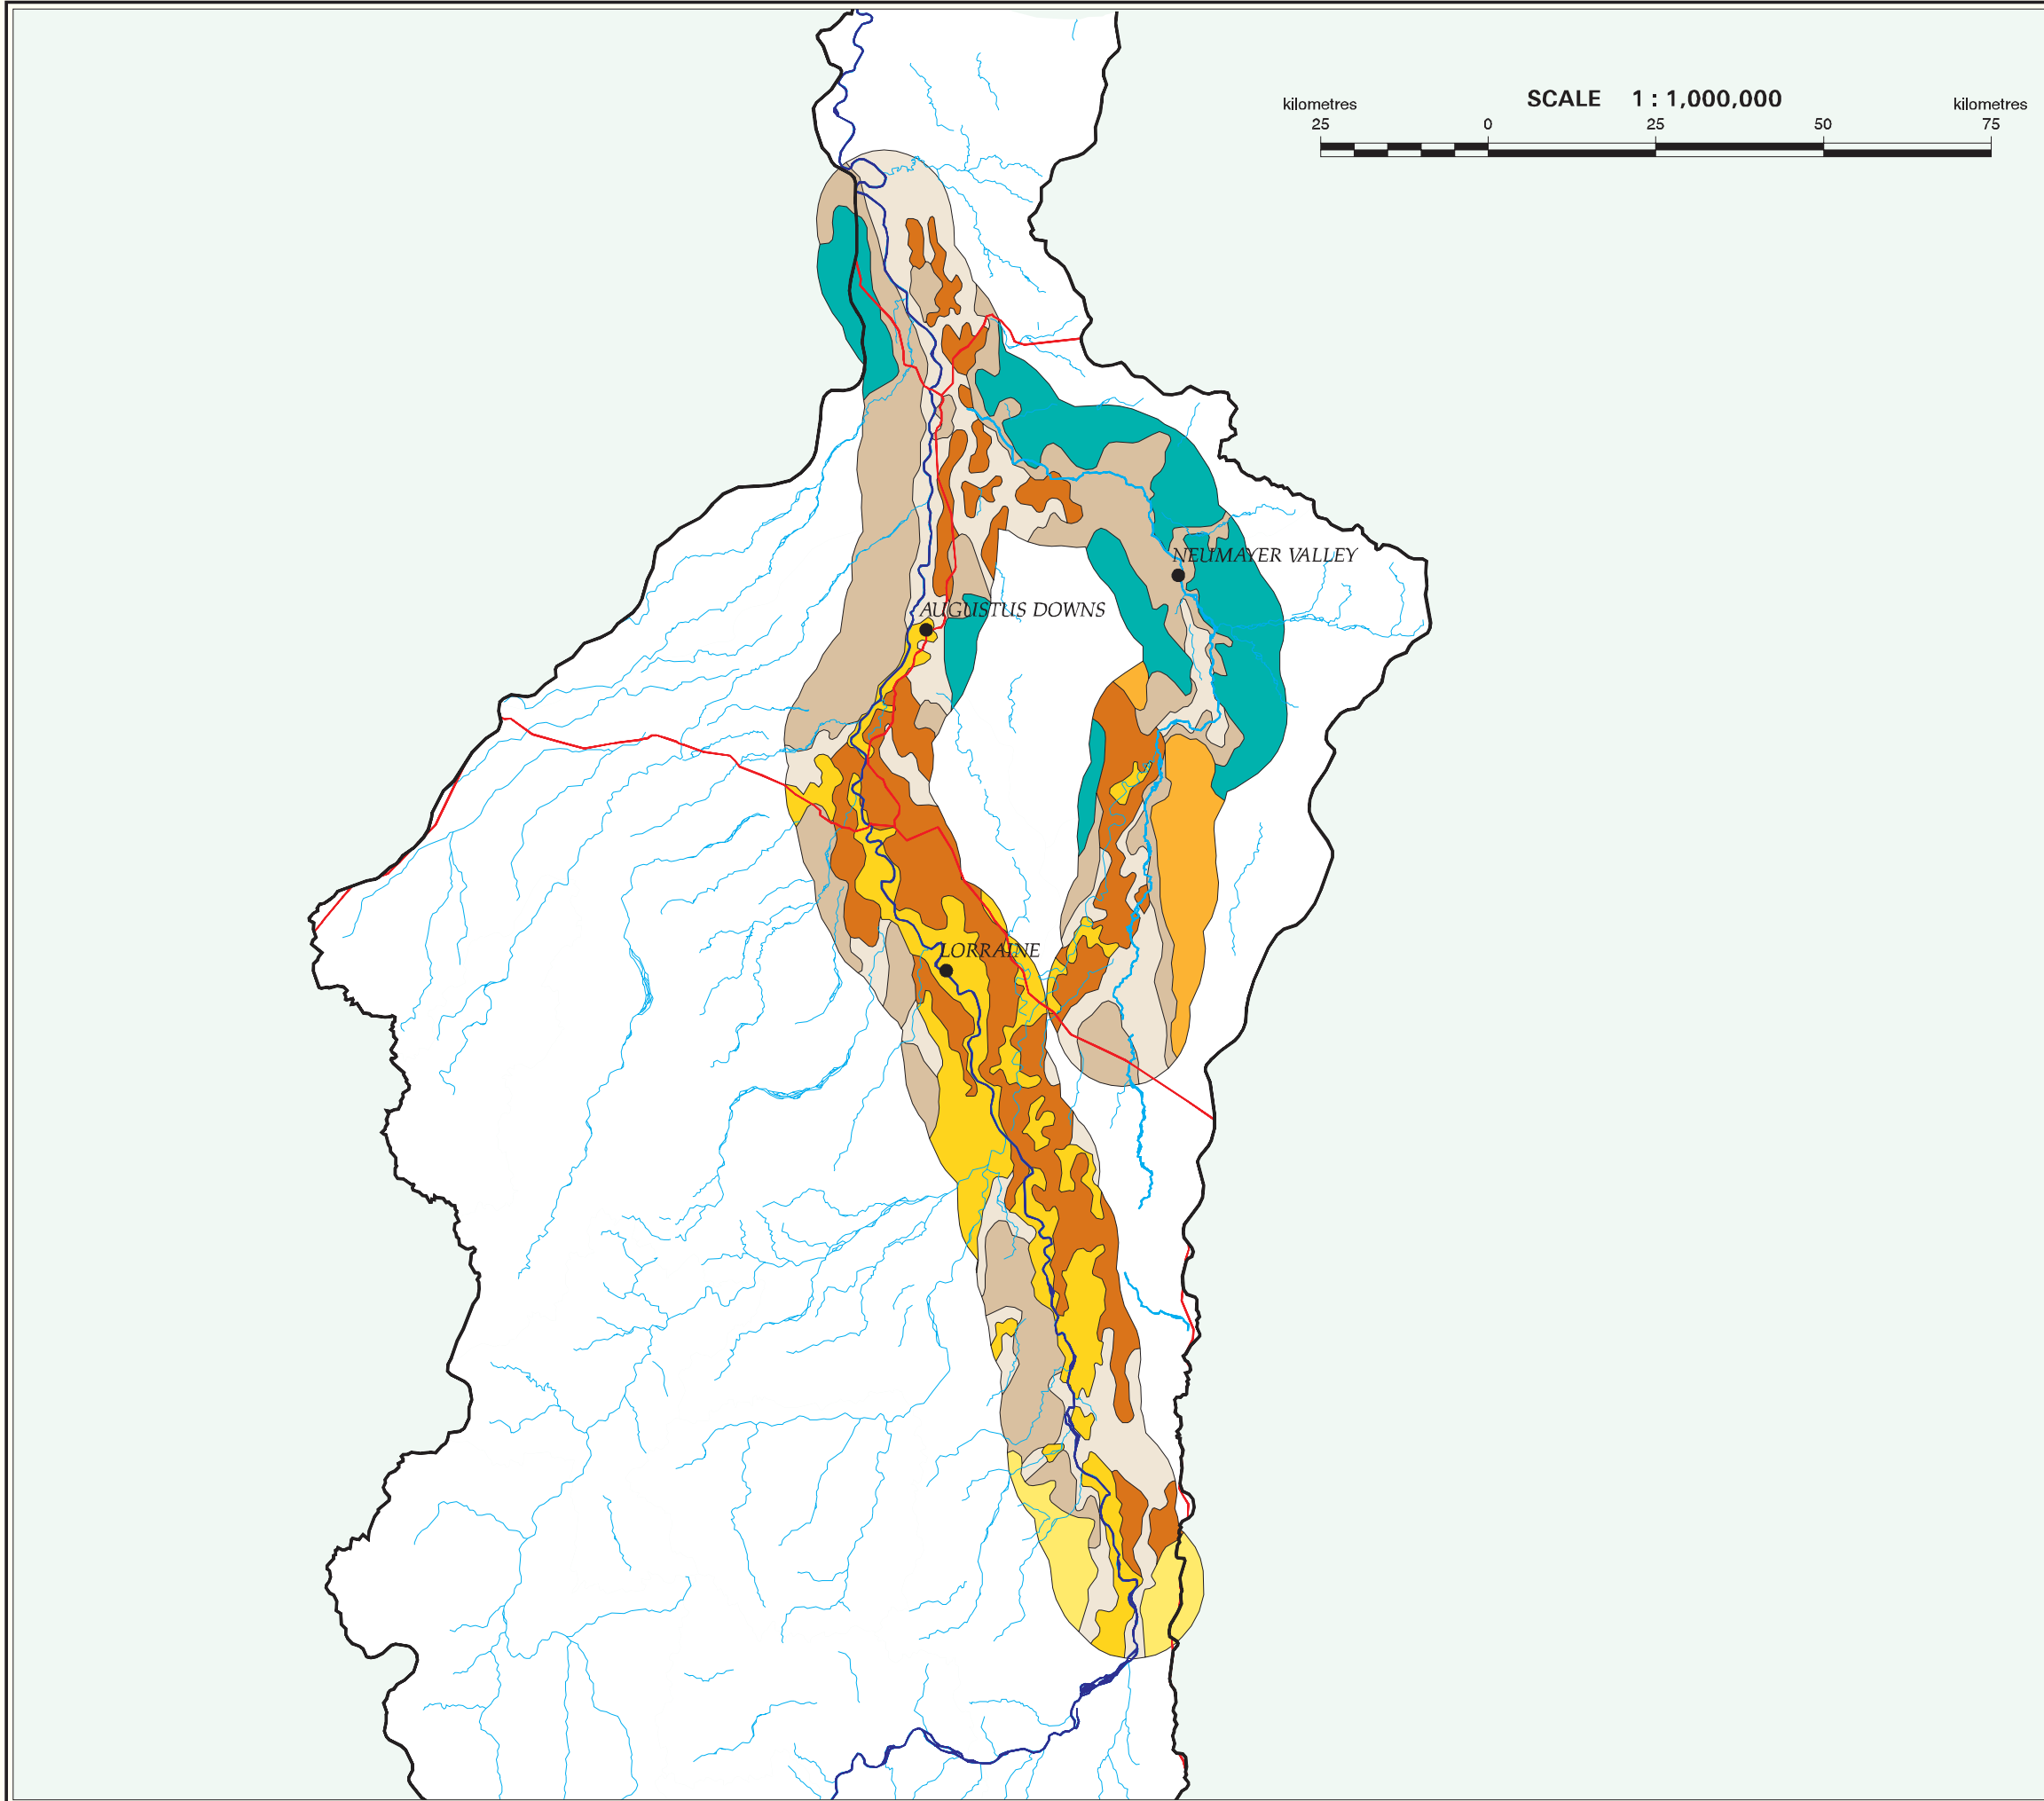 SCALE 1 : 1,000,000
kilometres kilometres
25 0 25 50 75
NEUMAYER VALLEY
AUGUSTUS DOWNS
LORRAINE